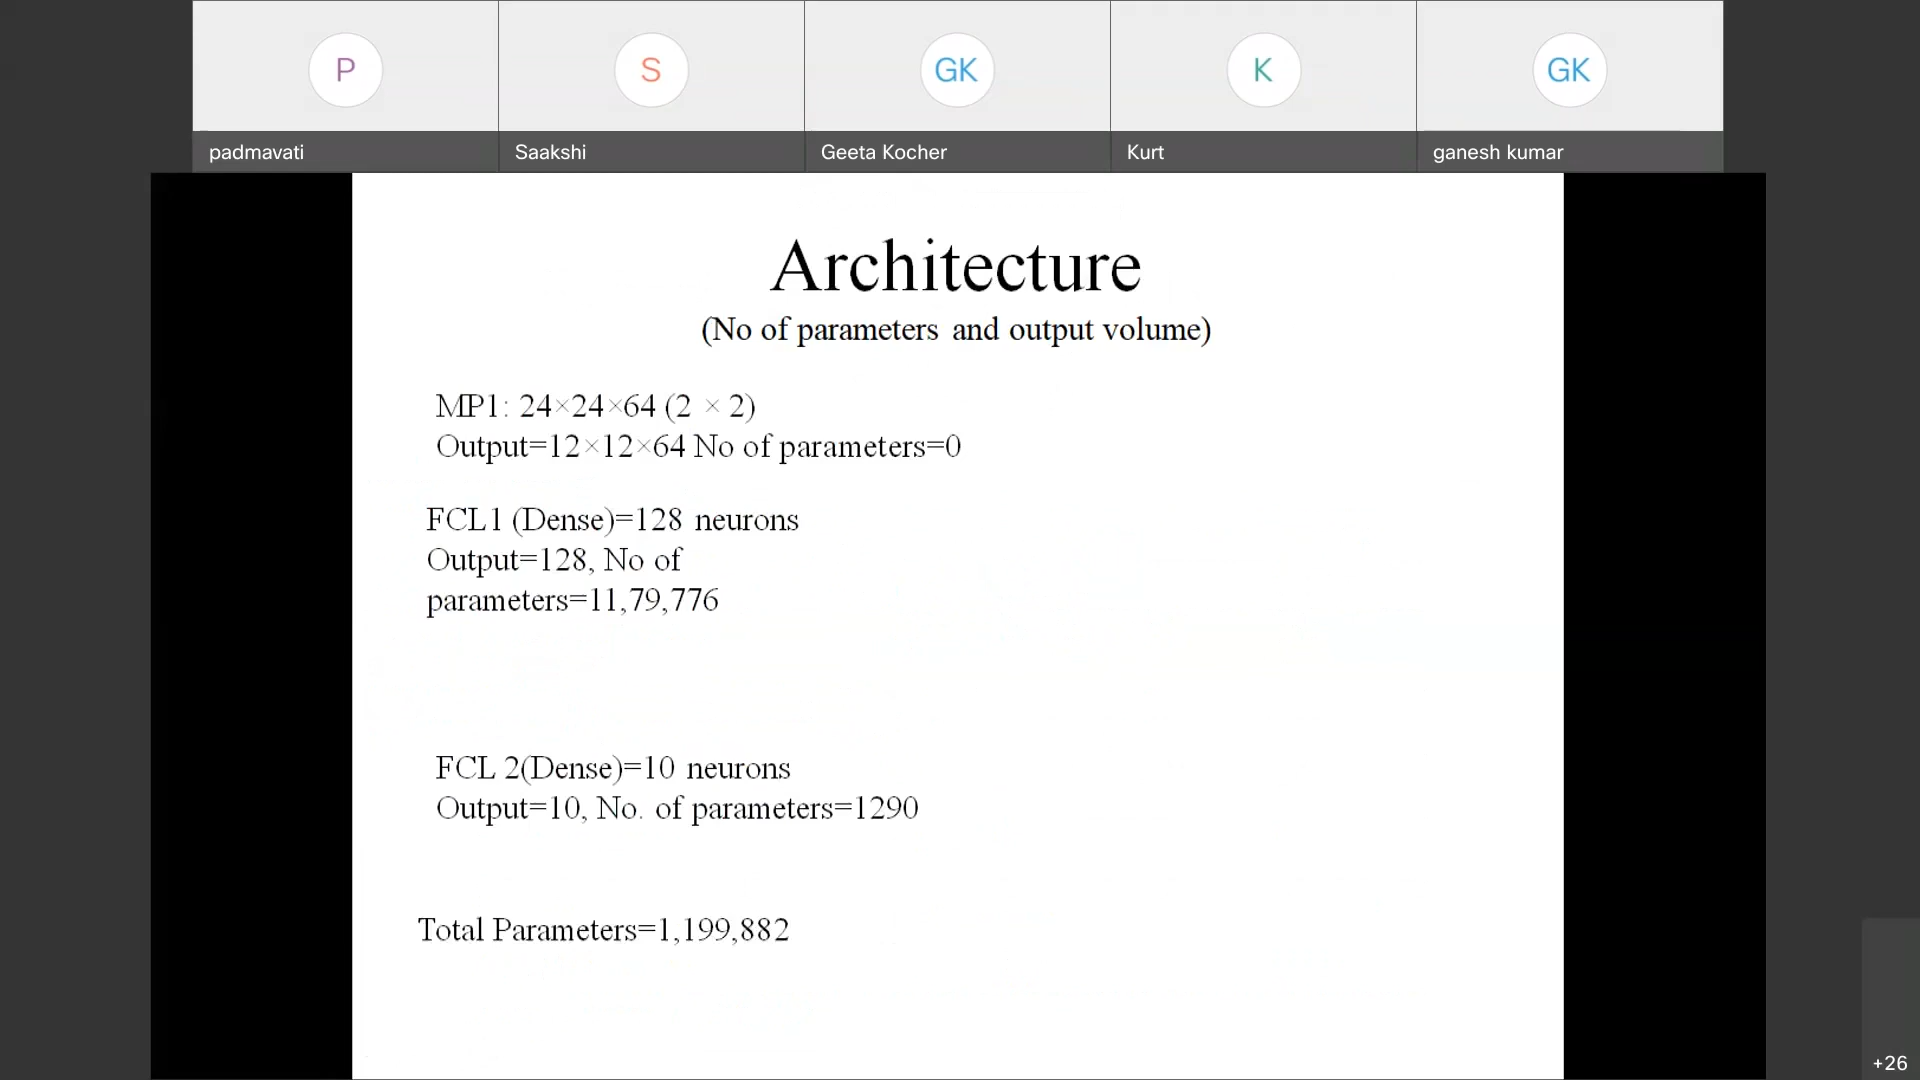 P
S
GK
K
GK
padmavati
Saakshi
Geeta Kocher
Kurt
ganesh kumar
Architecture
(No of parameters and output volume)
MP1: 24×24×64 (2 × 2)
Output=12×12×64 No of parameters=0
FCL1 (Dense)=128 neurons
Output=128, No of
parameters=11,79,776
FCL 2(Dense)=10 neurons
Output=10, No. of parameters=1290
Total Parameters=1,199,882
+26